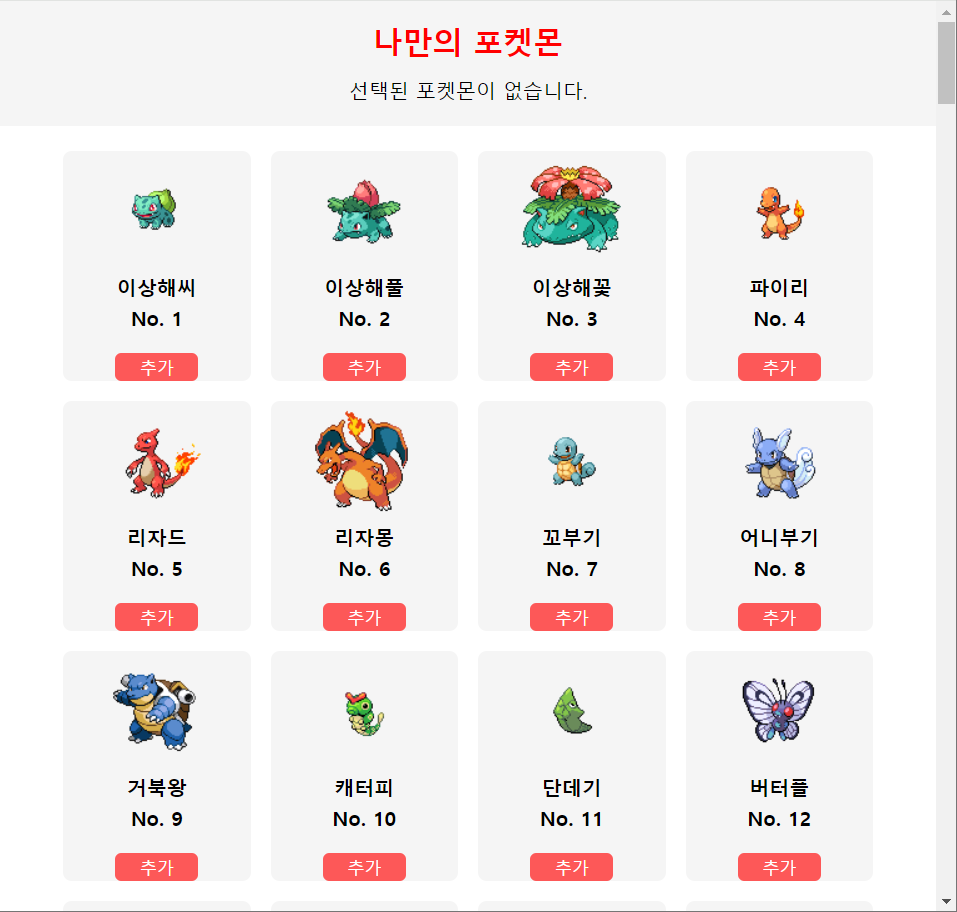 나만의 포켓몬
선택된 포켓몬이 없습니다.
이상해씨
No. 1
추가
이상해풀
No. 2
추가
이상해꽃
No. 3
추가
파이리
No. 4
추가
리자드
No. 5
추가
리자몽
No. 6
추가
꼬부기
No. 7
추가
어니부기
No. 8
추가
거북왕
No. 9
추가
캐터피
No. 10
추가
단데기
No. 11
추가
버터플
No. 12
추가